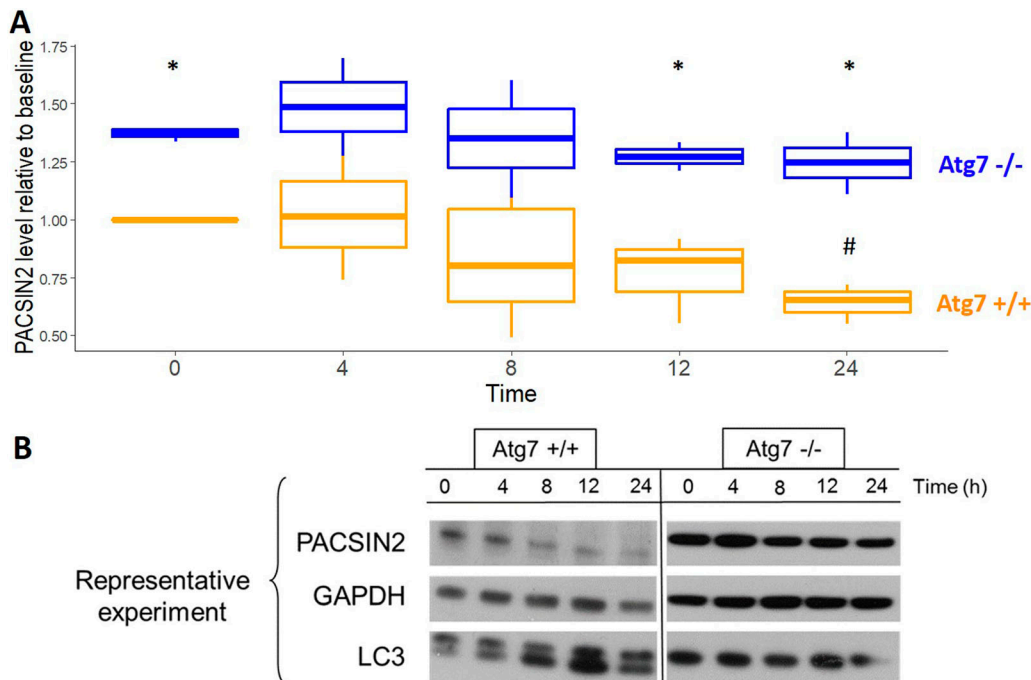 A
PACSIN2 level relative to baseline
1.75
1.50
1.25
1.00
0.75
0.50
* * *
#
Atg7 -/-
Atg7 +/+
0 4 8 12 24
Time
B
Atg7 +/+ Atg7 -/-
0 4 8 12 24 0 4 8 12 24 Time (h)
PACSIN2
GAPDH
LC3
Representative
experiment